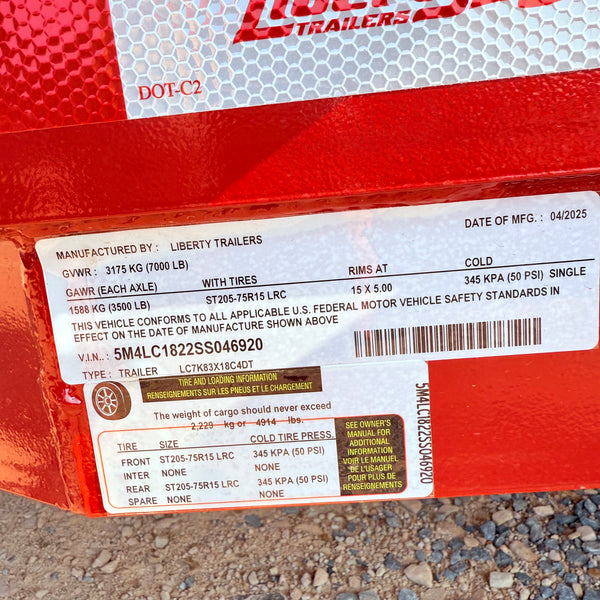 TRAILERS
DOT-C2
MANUFACTURED BY : LIBERTY TRAILERS DATE OF MFG. : 04/2025
GVWR : 3175 KG (7000 LB)
GAWR (EACH AXLE) WITH TIRES RIMS AT COLD
1588 KG (3500 LB) ST205-75R15 LRC 15 X 5.00 345 KPA (50 PSI) SINGLE
THIS VEHICLE CONFORMS TO ALL APPLICABLE U.S. FEDERAL MOTOR VEHICLE SAFETY STANDARDS IN
EFFECT ON THE DATE OF MANUFACTURE SHOWN ABOVE
V.I.N.: 5M4LC1822SS046920
TYPE : TRAILER LC7K83X18C4DT
TIRE AND LOADING INFORMATION
RENSEIGNEMENTS SUR LES PNEUS ET LE CHARGEMENT
The weight of cargo should never exceed
2,229 kg or 4914 lbs.
TIRE SIZE COLD TIRE PRESS.
FRONT ST205-75R15 LRC 345 KPA (50 PSI)
INTER NONE NONE
REAR ST205-75R15 LRC 345 KPA (50 PSI)
SPARE NONE NONE
SEE OWNER'S
MANUAL FOR
ADDITIONAL
INFORMATION
VOIR LE MANUEL
DE L'USAGER
POUR PLUS DE
RENSEIGNEMENTS
5M4LC1822SS046920